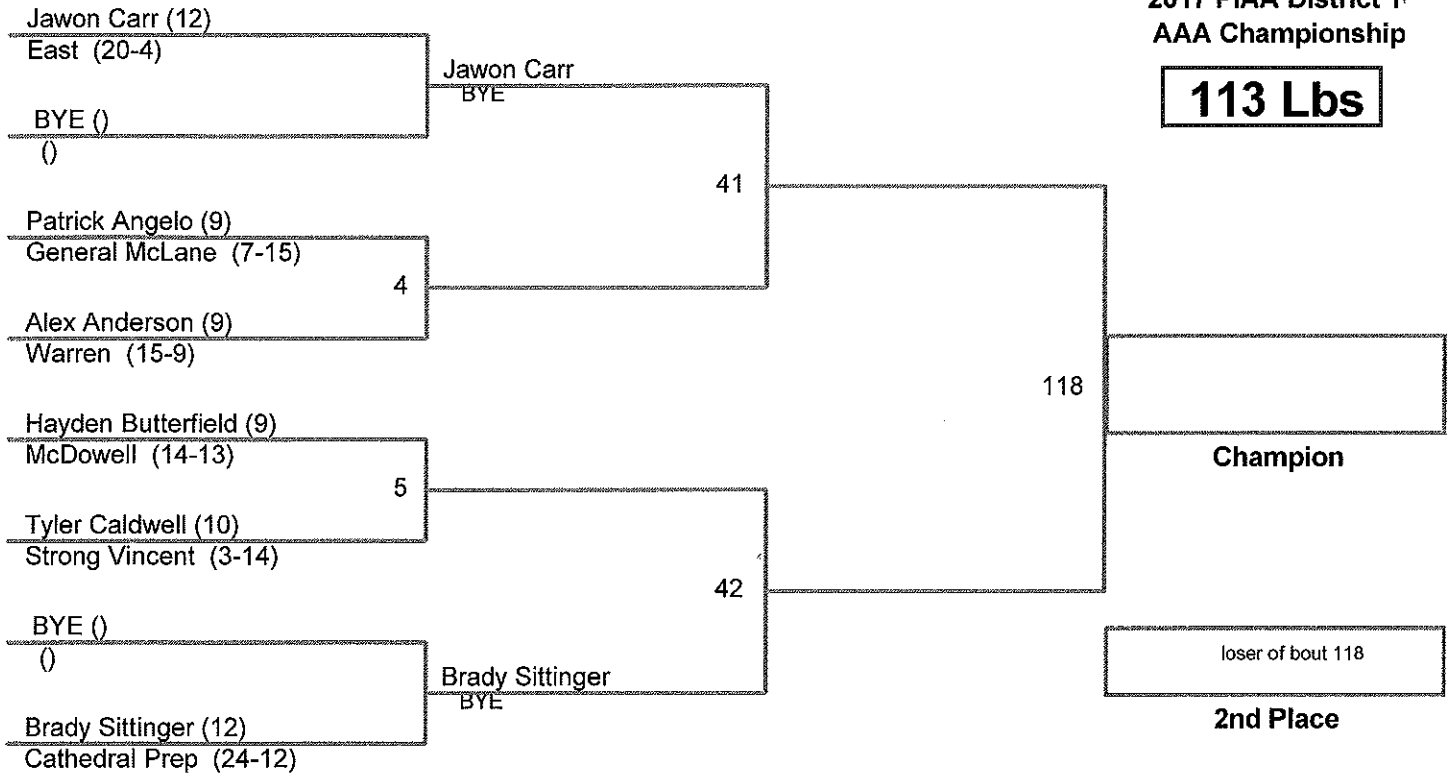 2017 PIAA District
AAA Championship
113 Lbs
Jawon Carr (12)
East (20-4)
BYE ()
()
Jawon Carr
BYE
Patrick Angelo (9)
General McLane (7-15)
4
Alex Anderson (9)
Warren (15-9)
41
Hayden Butterfield (9)
McDowell (14-13)
5
Tyler Caldwell (10)
Strong Vincent (3-14)
BYE ()
()
Brady Sittinger
BYE
Brady Sittinger (12)
Cathedral Prep (24-12)
42
118
Champion
loser of bout 118
2nd Place